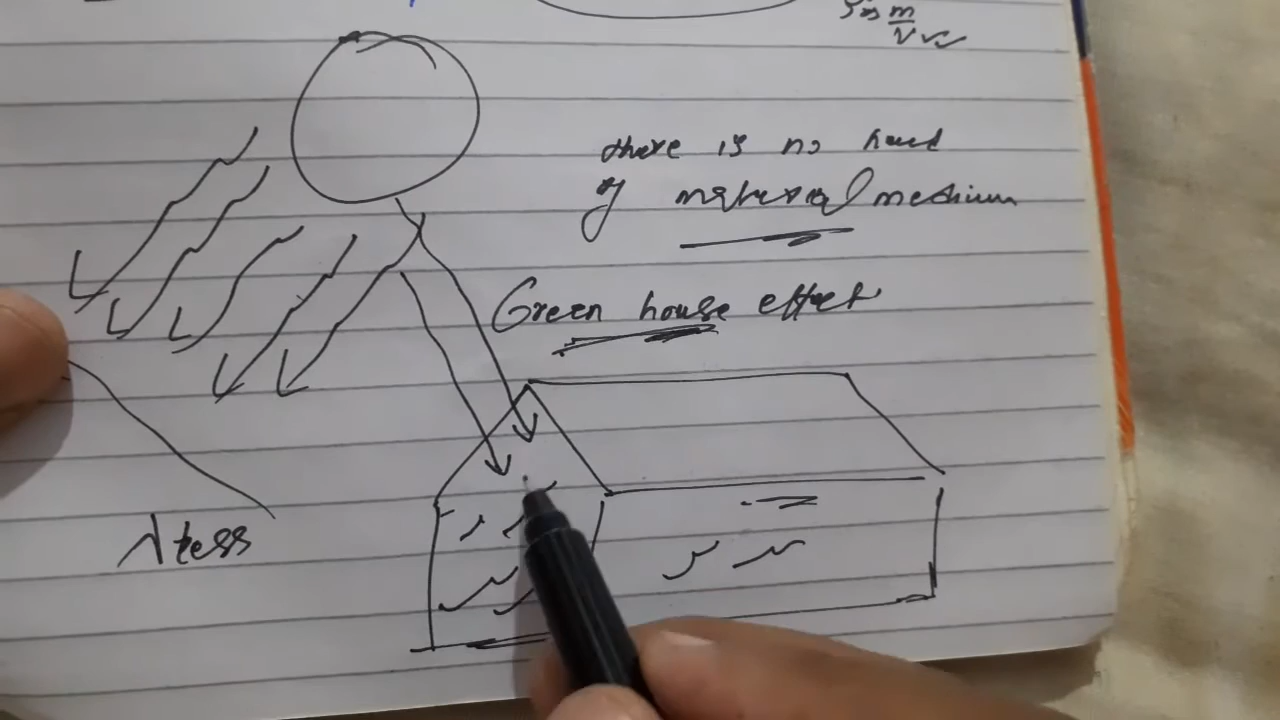 ρ = m/V
there is no need
of material medium
Green house effect
λ less